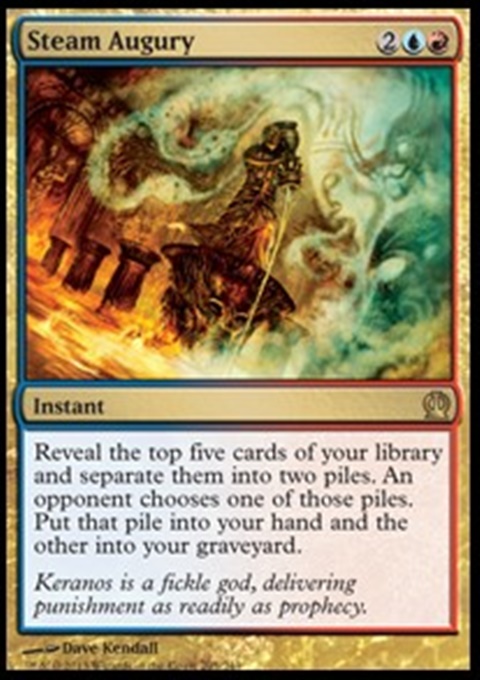 Steam Augury 2
Instant
Reveal the top five cards of your library
and separate them into two piles. An
opponent chooses one of those piles.
Put that pile into your hand and the
other into your graveyard.
Keranos is a fickle god, delivering
punishment as readily as prophecy.
Dave Kendall